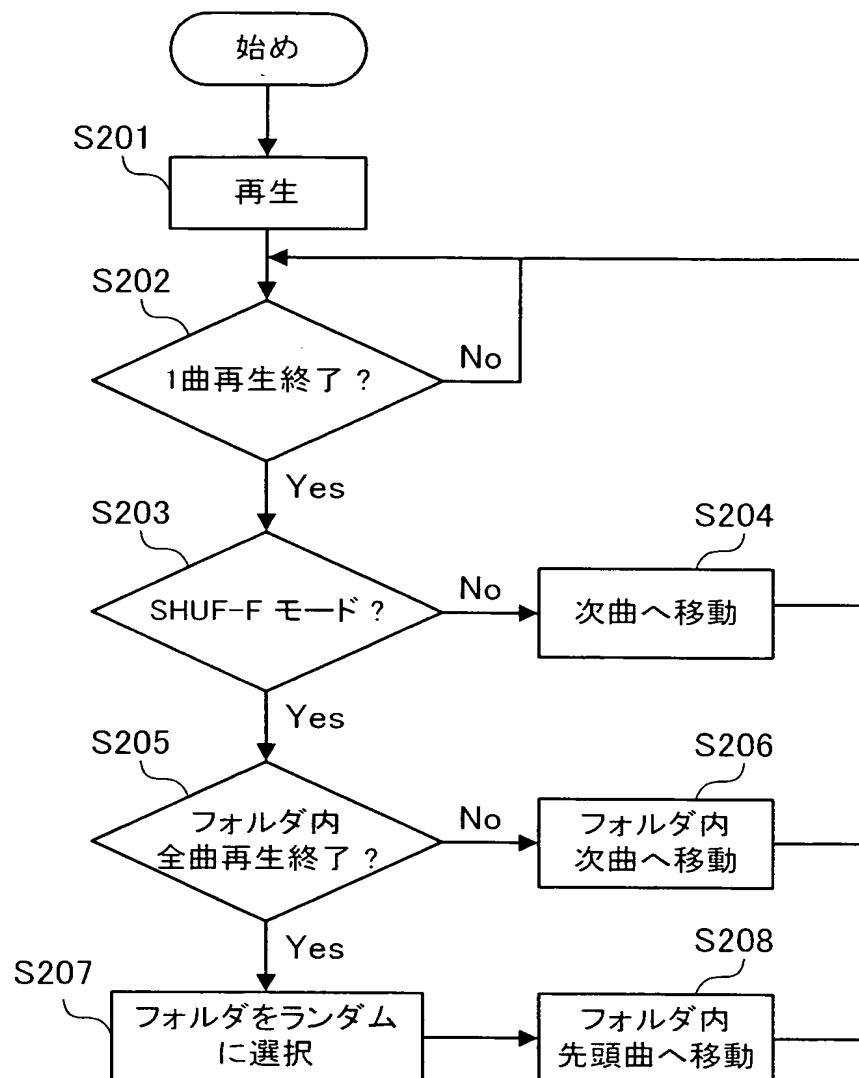 始め
S201
再生
S202
1曲再生終了？
No
Yes
S203
SHUF-F モード？
No
S204
次曲へ移動
Yes
S205
フォルダ内
全曲再生終了？
No
S206
フォルダ内
次曲へ移動
Yes
S207
フォルダをランダム
に選択
S208
フォルダ内
先頭曲へ移動